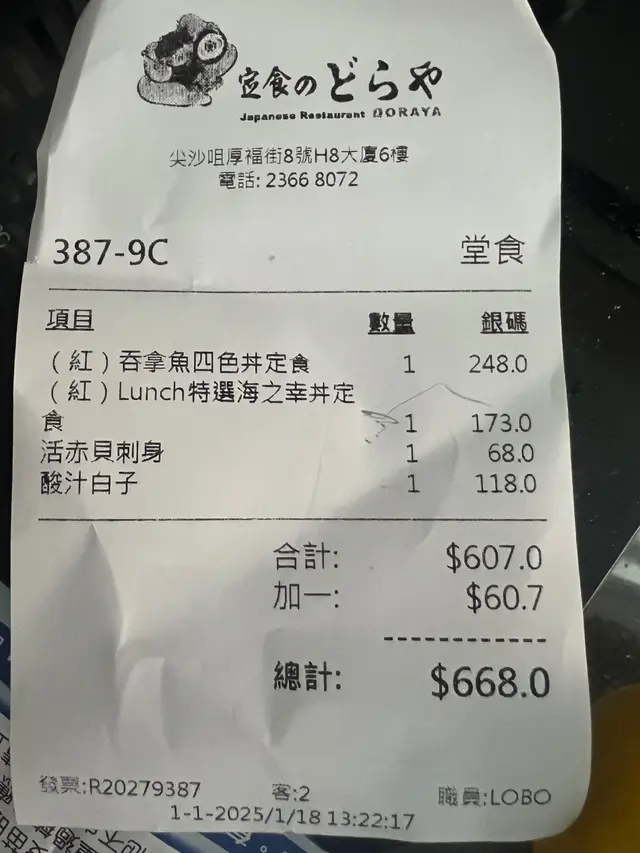 定食のどらや
Japanese Restaurant DORAYA
尖沙咀厚福街8號H8大廈6樓
電話: 2366 8072
387-9C 堂食
項目 數量 銀碼
(紅) 吞拿魚四色丼定食 1 248.0
(紅) Lunch特選海之幸丼定
食 1 173.0
活赤貝刺身 1 68.0
酸汁白子 1 118.0
合計: $607.0
加一: $60.7
總計: $668.0
發票:R20279387 客:2 職員:LOBO
1-1-2025/1/18 13:22:17